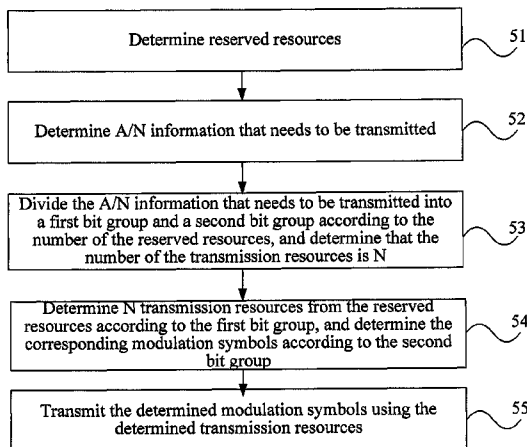 Determine reserved resources
51
Determine A/N information that needs to be transmitted
52
Divide the A/N information that needs to be transmitted into
a first bit group and a second bit group according to the
number of the reserved resources, and determine that the
number of the transmission resources is N
53
Determine N transmission resources from the reserved
resources according to the first bit group, and determine the
corresponding modulation symbols according to the second
bit group
54
Transmit the determined modulation symbols using the
determined transmission resources
55